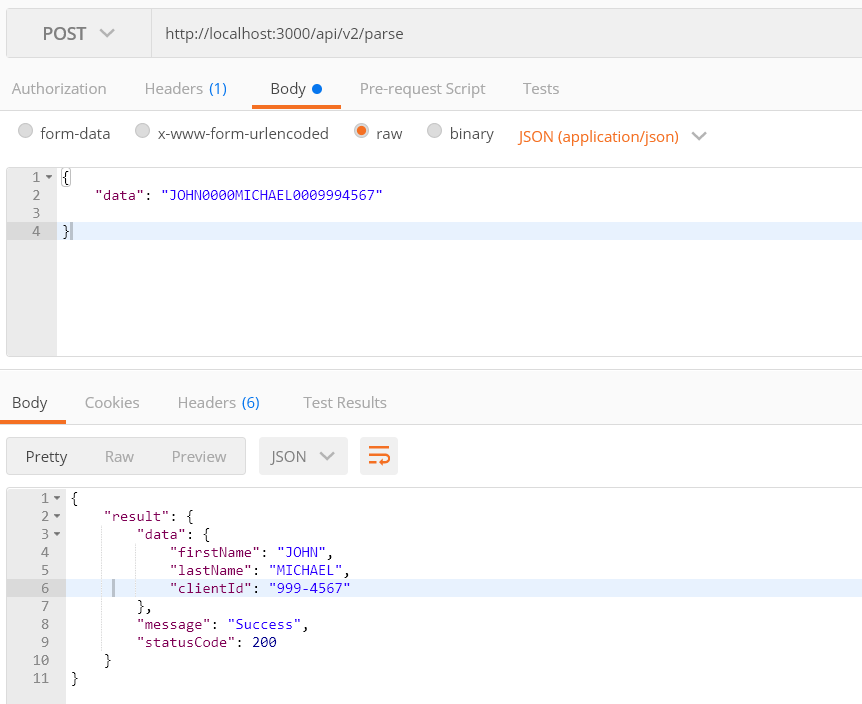 POST http://localhost:3000/api/v2/parse
Authorization Headers (1) Body Pre-request Script Tests
form-data x-www-form-urlencoded raw binary JSON (application/json)
1 {
2 "data": "JOHN0000MICHAEL0009994567"
3
4 }
Body Cookies Headers (6) Test Results
Pretty Raw Preview JSON
1 {
2 "result": {
3 "data": {
4 "firstName": "JOHN",
5 "lastName": "MICHAEL",
6 "clientId": "999-4567"
7 },
8 "message": "Success",
9 "statusCode": 200
10 }
11 }